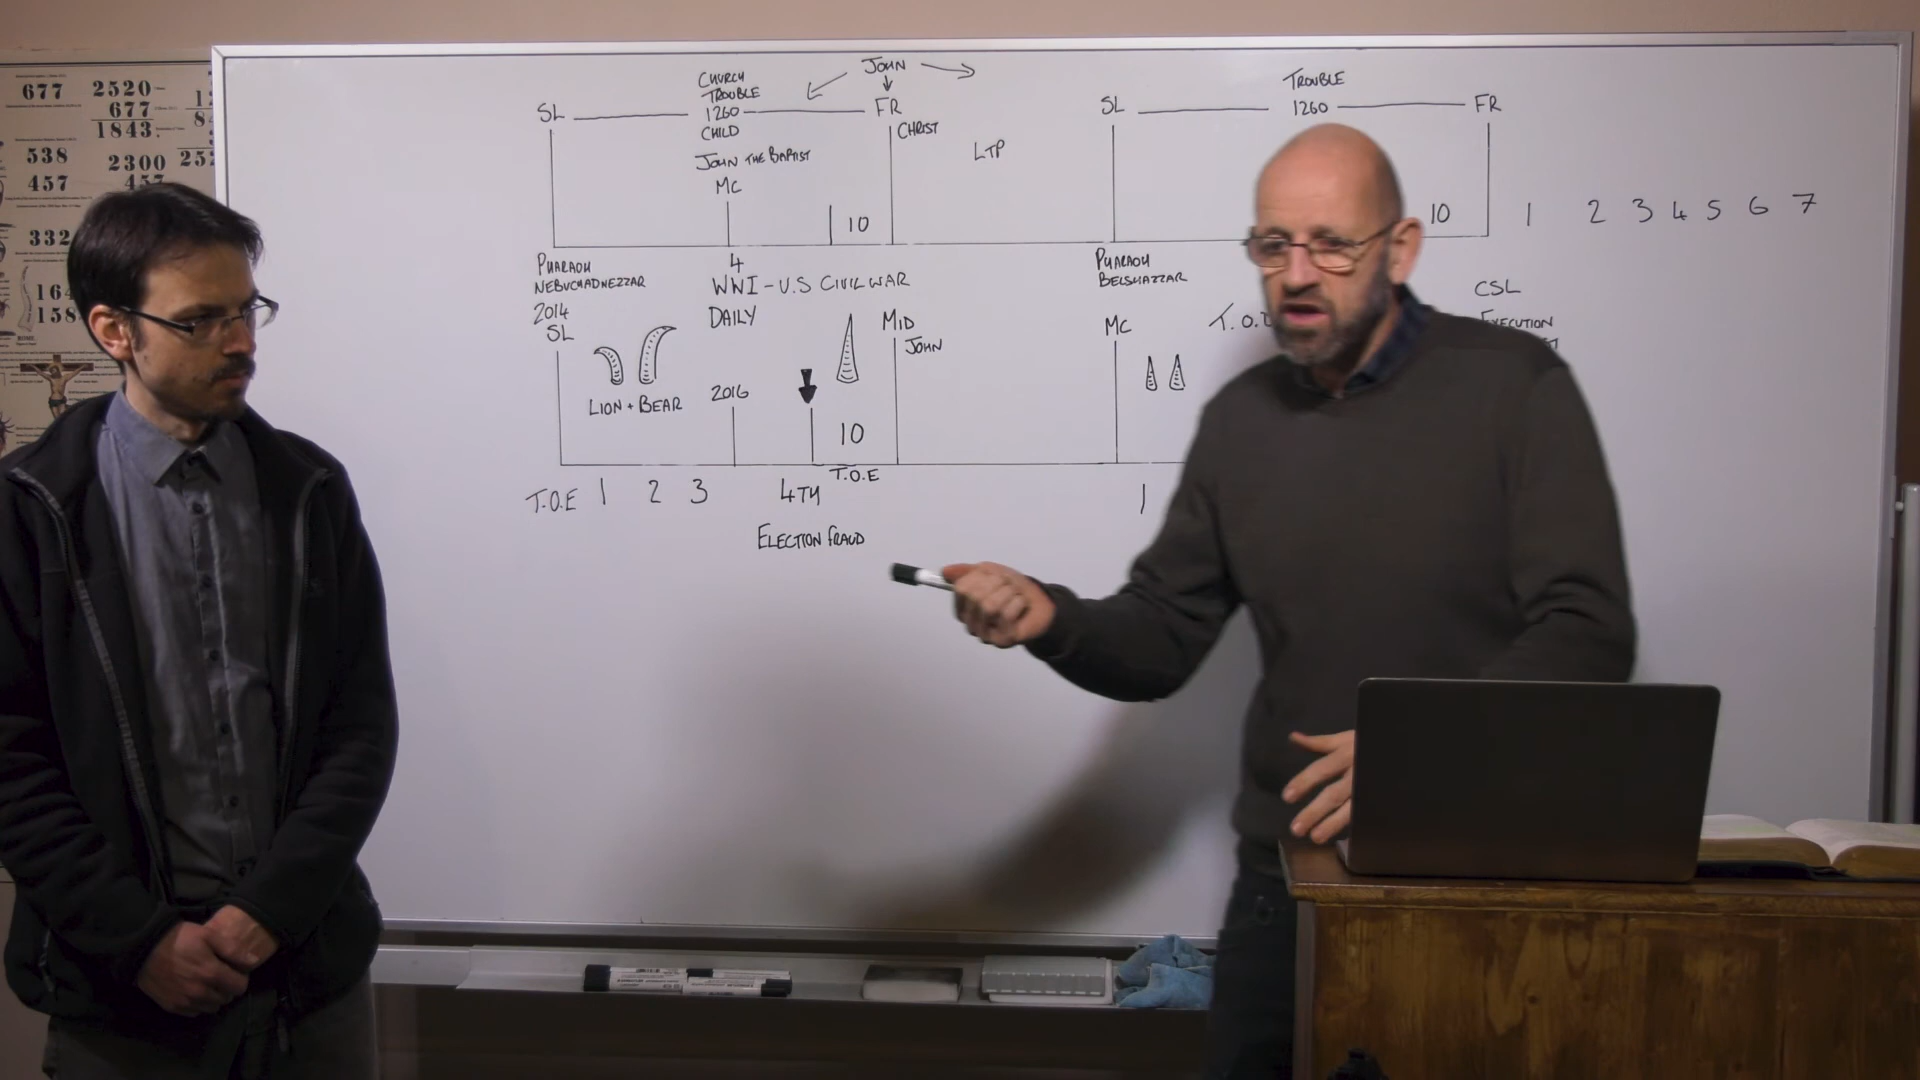 677
2520
677
1843.
538
457
2300
457
252
332
164
158
JOHN
CHURCH
TROUBLE
SL 1260 FR
CHILD
CHRIST
JOHN THE BAPTIST
MC
LTP
10
TROUBLE
SL 1260 FR
10 1 2 3 4 5 6 7
PHARAOH
NEBUCHADNEZZAR
2014
SL
4
WWI - U.S CIVIL WAR
DAILY
MID
JOHN
LION + BEAR
2016
10
T.O.E 1 2 3 4TH T.O.E
ELECTION FRAUD
PHARAOH
BELSHAZZAR
MC
T.O.
1
CSL
EXECUTION